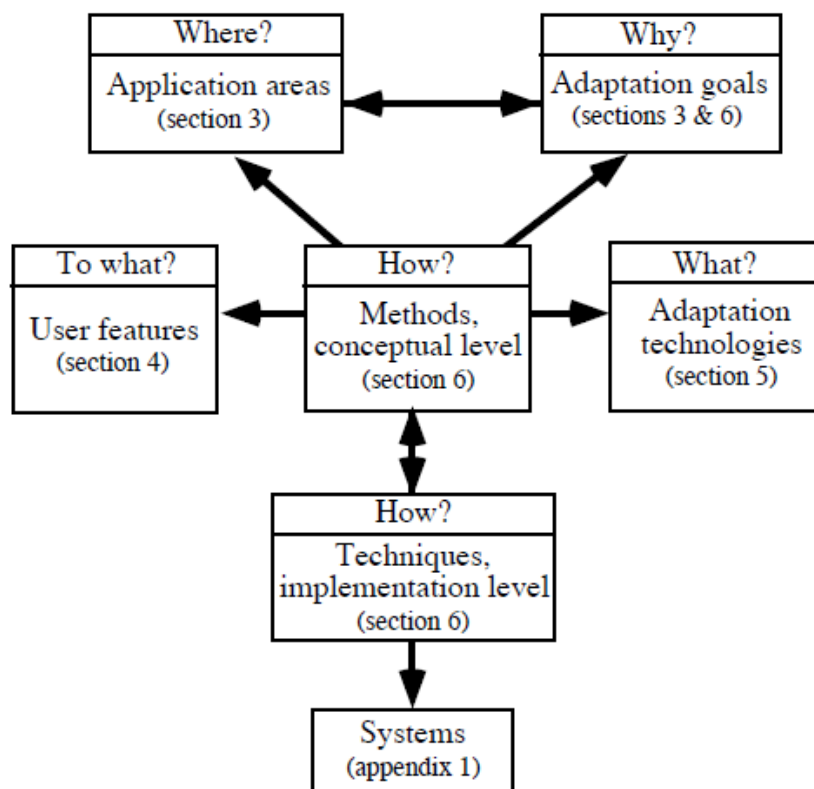 Where?
Application areas
(section 3)
Why?
Adaptation goals
(sections 3 & 6)
To what?
User features
(section 4)
How?
Methods,
conceptual level
(section 6)
What?
Adaptation
technologies
(section 5)
How?
Techniques,
implementation level
(section 6)
Systems
(appendix 1)